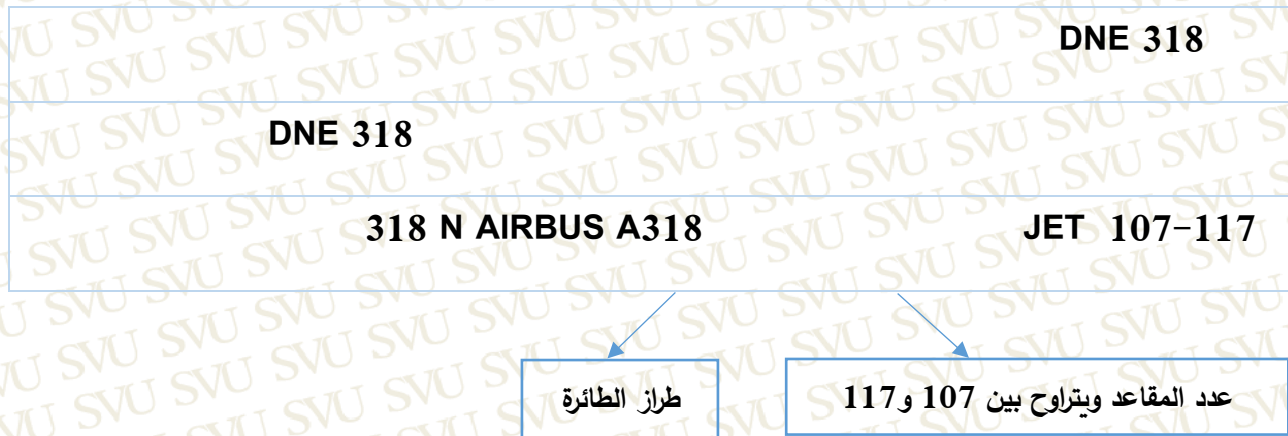 DNE 318
DNE 318
318 N AIRBUS A318 JET 107-117
طراز الطائرة
عدد المقاعد ويتراوح بين 107 و117